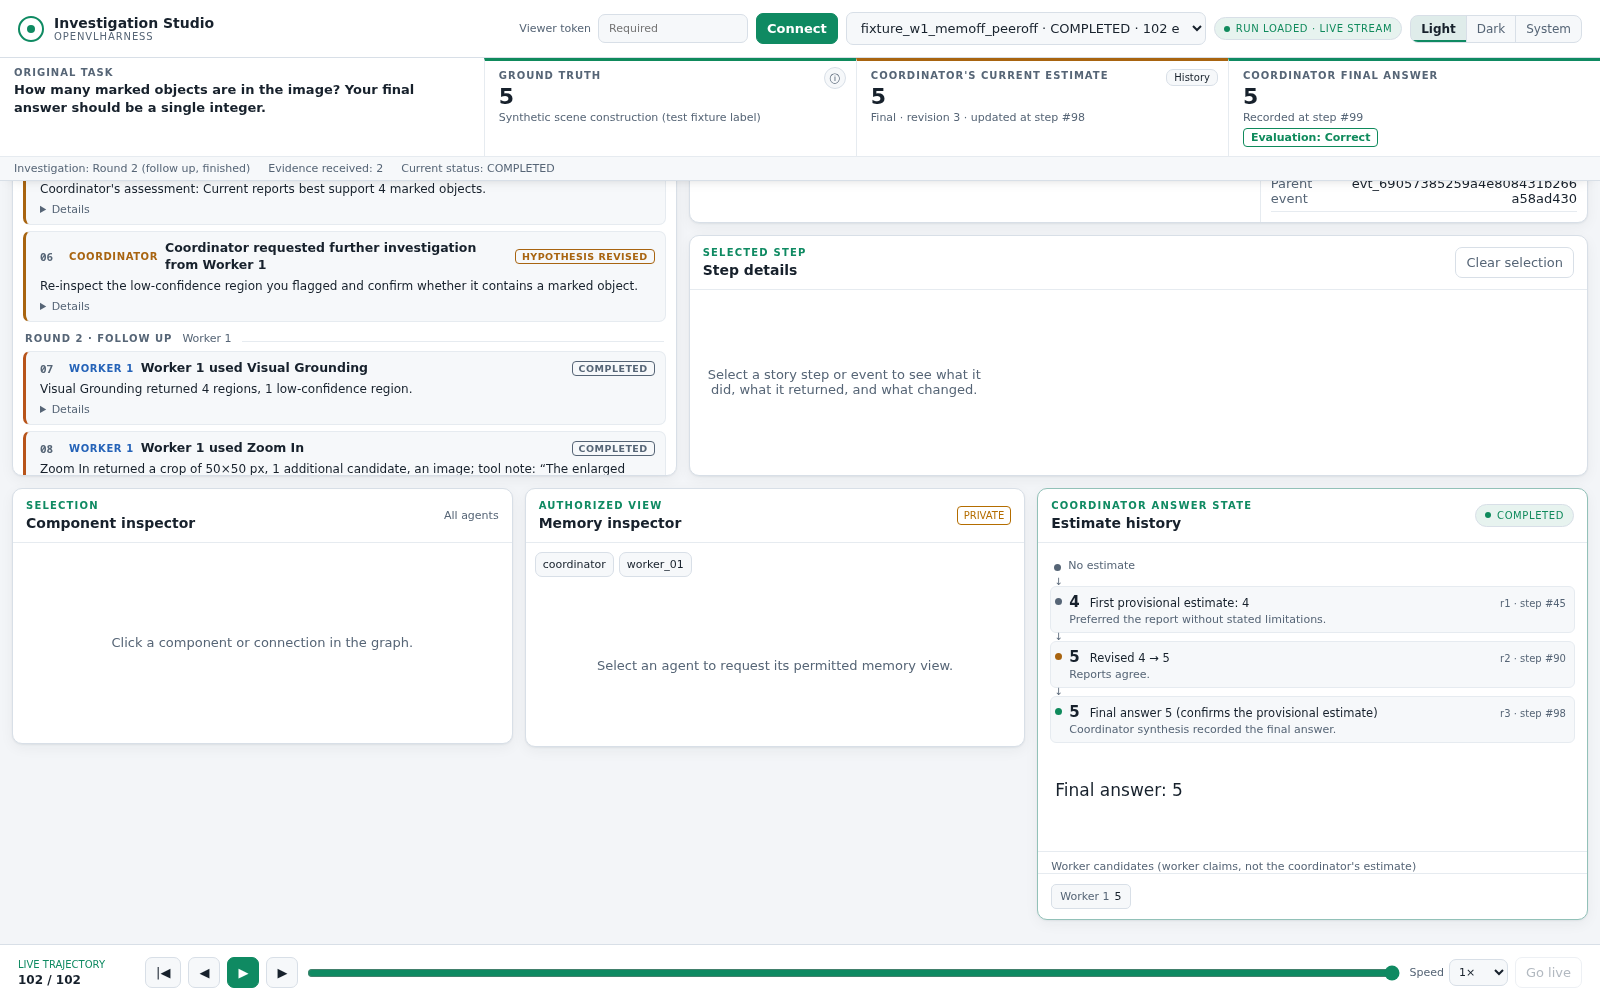 Investigation Studio
OPENVLHARNESS
Viewer token
Required
Connect
fixture_w1_memoff_peeroff · COMPLETED · 102 e
RUN LOADED · LIVE STREAM
Light
Dark
System
ORIGINAL TASK
How many marked objects are in the image? Your final
answer should be a single integer.
GROUND TRUTH
5
Synthetic scene construction (test fixture label)
COORDINATOR'S CURRENT ESTIMATE
History
5
Final · revision 3 · updated at step #98
COORDINATOR FINAL ANSWER
5
Recorded at step #99
Evaluation: Correct
Investigation: Round 2 (follow up, finished)
Evidence received: 2
Current status: COMPLETED
Coordinator's assessment: Current reports best support 4 marked objects.
Details
06
COORDINATOR
Coordinator requested further investigation
from Worker 1
HYPOTHESIS REVISED
Re-inspect the low-confidence region you flagged and confirm whether it contains a marked object.
Details
ROUND 2 · FOLLOW UP
Worker 1
07
WORKER 1
Worker 1 used Visual Grounding
COMPLETED
Visual Grounding returned 4 regions, 1 low-confidence region.
Details
08
WORKER 1
Worker 1 used Zoom In
COMPLETED
Zoom In returned a crop of 50×50 px, 1 additional candidate, an image; tool note: “The enlarged
Parent
event
evt_69057385259a4e808431b266
a58ad430
SELECTED STEP
Step details
Clear selection
Select a story step or event to see what it
did, what it returned, and what changed.
SELECTION
Component inspector
All agents
Click a component or connection in the graph.
AUTHORIZED VIEW
Memory inspector
PRIVATE
coordinator
worker_01
Select an agent to request its permitted memory view.
COORDINATOR ANSWER STATE
Estimate history
COMPLETED
No estimate
↓
4 First provisional estimate: 4
r1 · step #45
Preferred the report without stated limitations.
↓
5 Revised 4 → 5
r2 · step #90
Reports agree.
↓
5 Final answer 5 (confirms the provisional estimate)
r3 · step #98
Coordinator synthesis recorded the final answer.
Final answer: 5
Worker candidates (worker claims, not the coordinator's estimate)
Worker 1 5
LIVE TRAJECTORY
102 / 102
Speed
1×
Go live